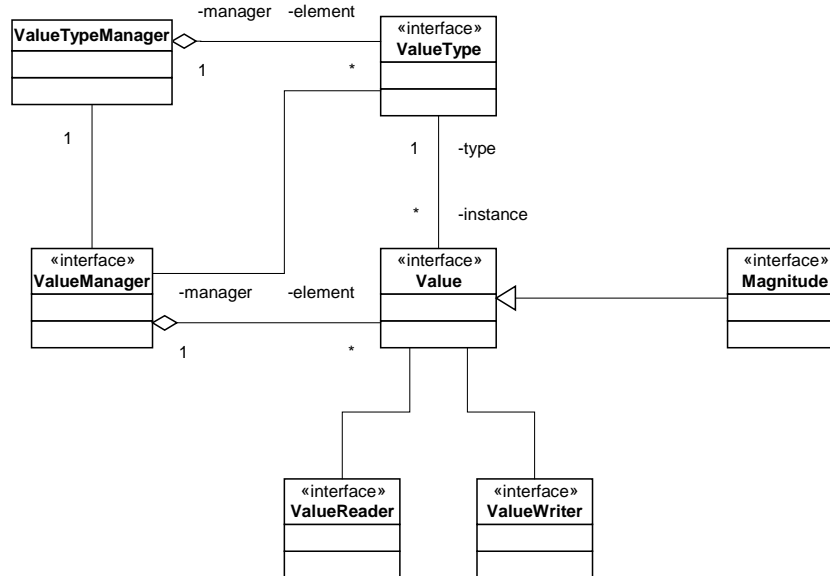 -manager -element
«interface»
ValueTypeManager
ValueType
1 *
1
1 -type
* -instance
«interface»
ValueManager
«interface»
Value
«interface»
Magnitude
-manager -element
1 *
«interface»
ValueReader
«interface»
ValueWriter